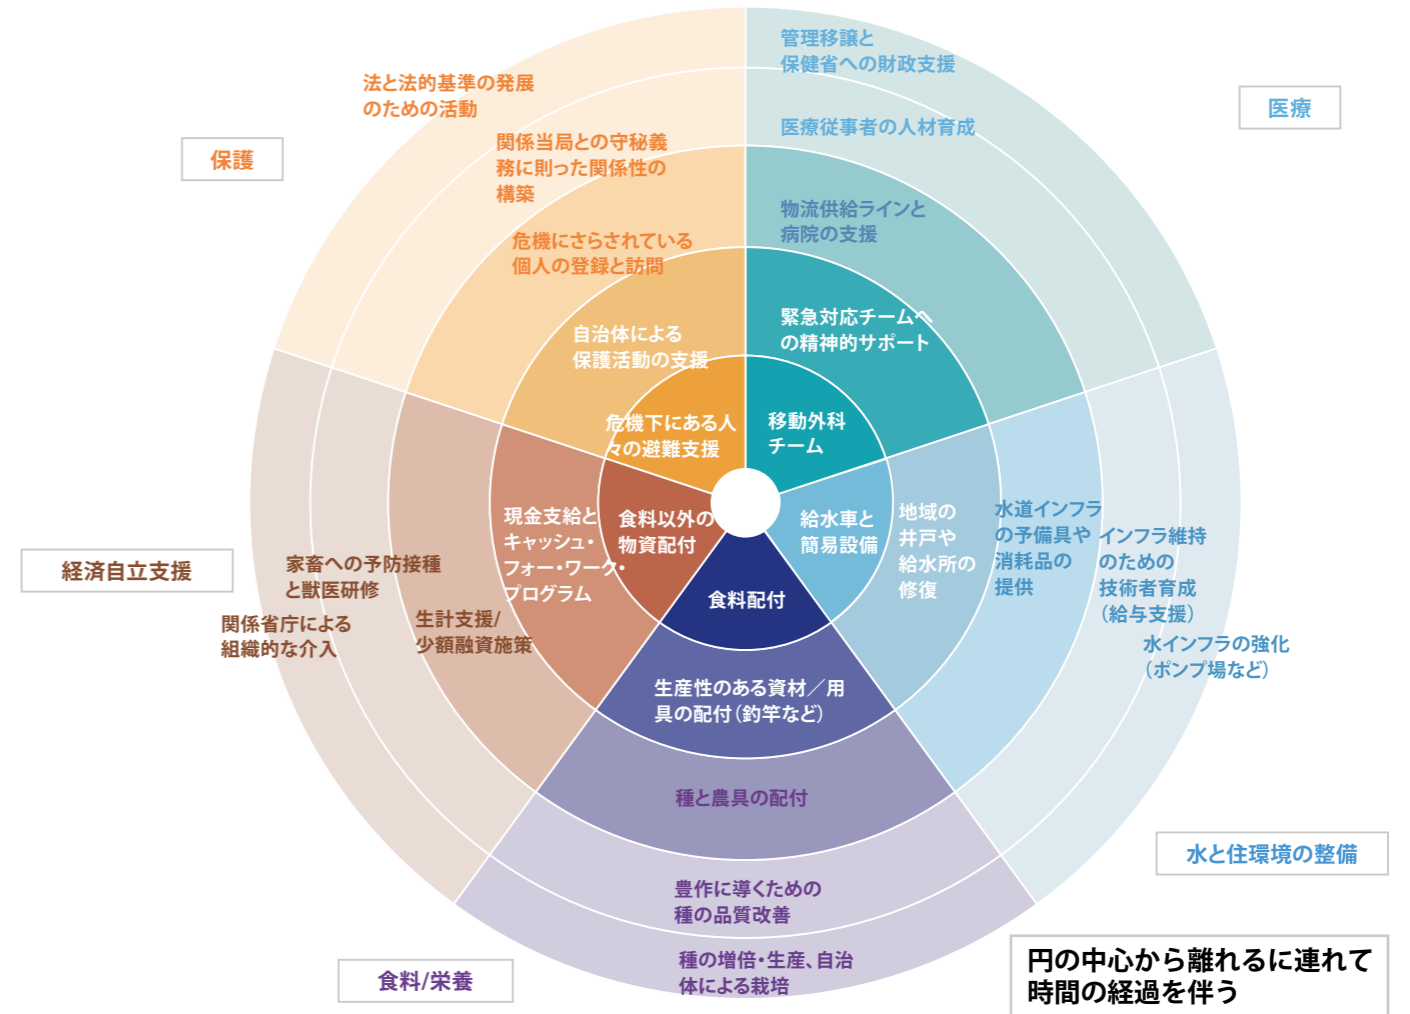 管理移譲と
保健省への財政支援
医療従事者の人材育成
物流供給ラインと
病院の支援
緊急対応チームへ
の精神的サポート
移動外科
チーム
医療
法と法的基準の発展
のための活動
関係当局との守秘義
務に則った関係性の
構築
危機にさらされている
個人の登録と訪問
自治体による
保護活動の支援
危機下にある人
々の避難支援
保護
経済自立支援
関係省庁による
組織的な介入
家畜への予防接種
と獣医研修
生計支援/
少額融資施策
現金支給と
キャッシュ・
フォー・ワーク・
プログラム
食料以外の
物資配付
給水車と
簡易設備
地域の
井戸や
給水所の
修復
水道インフラ
の予備具や
消耗品の
提供
インフラ維持
のための
技術者育成
（給与支援）
水インフラの強化
（ポンプ場など）
水と住環境の整備
食料配付
生産性のある資材／用
具の配付（釣竿など）
種と農具の配付
豊作に導くための
種の品質改善
種の増倍・生産、自治
体による栽培
食料/栄養
円の中心から離れるに連れて
時間の経過を伴う